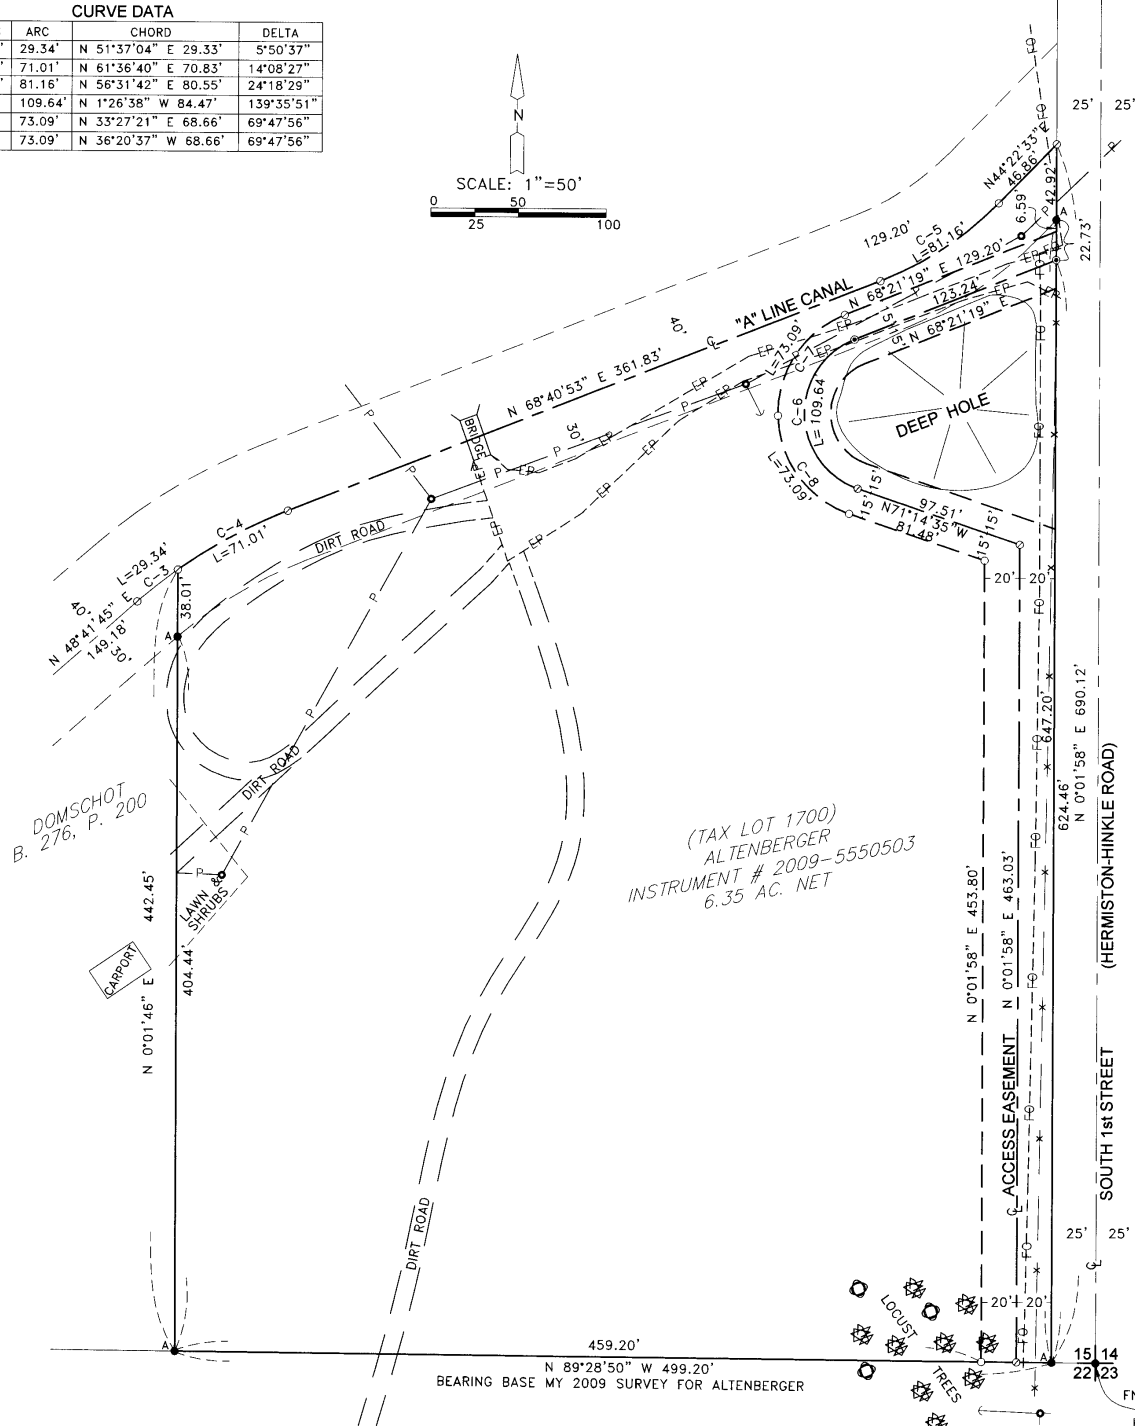 CURVE DATA
ARC CHORD DELTA
29.34' N 51°37'04" E 29.33' 5°50'37"
71.01' N 61°36'40" E 70.83' 14°08'27"
81.16' N 56°31'42" E 80.55' 24°18'29"
109.64' N 1°26'38" W 84.47' 139°35'51"
73.09' N 33°27'21" E 68.66' 69°47'56"
73.09' N 36°20'37" W 68.66' 69°47'56"
N
SCALE: 1"=50'
0 50
25 100
25' 25'
N44°22'33" E
46.86'
42.92'
6.59'
P
P
A
22.73'
129.20'
C-5
L=81.16'
N 68°21'19" E 129.20'
123.24'
N 68°21'19" E
5' 5'
"A" LINE CANAL
40'
℄
N 68°40'53" E 361.83'
30'
L=73.09'
C-7
C-6
L=109.64'
C-8
L=73.09'
DEEP HOLE
15' 15'
15' 15'
97.51'
N71°14'35"W
81.48'
20' 20'
BRIDGE
EP
P
FO
C-4
L=71.01'
DIRT ROAD
L=29.34'
C-3
38.01'
A
40'
N 48°41'45" E
149.18'
30'
DIRT ROAD
DOMSCHOT
B. 276, P. 200
P
LAWN &
SHRUBS
CARPORT
N 0°01'46" E 442.45'
404.44'
(TAX LOT 1700)
ALTENBERGER
INSTRUMENT # 2009-5550503
6.35 AC. NET
N 0°01'58" E 453.80'
N 0°01'58" E 463.03'
ACCESS EASEMENT
℄
647.20'
624.46'
N 0°01'58" E 690.12'
(HERMISTON-HINKLE ROAD)
SOUTH 1st STREET
25' 25'
℄
DIRT ROAD
LOCUST
TREES
20' 20'
A
A
459.20'
N 89°28'50" W 499.20'
BEARING BASE MY 2009 SURVEY FOR ALTENBERGER
15 14
22 23